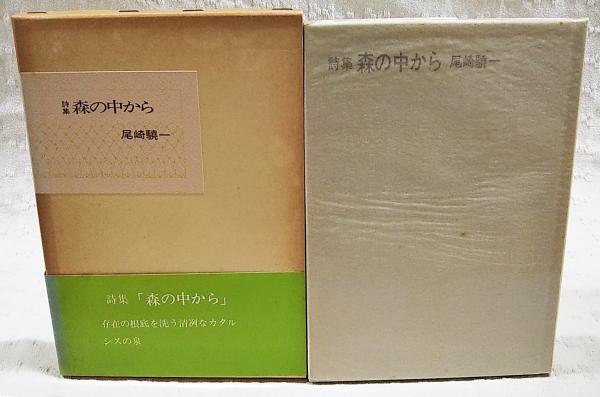 詩集 森の中から
尾崎驍一
詩集 「森の中から」
存在の根底を洗う清冽なカタル
シスの泉
詩集 森の中から 尾崎驍一